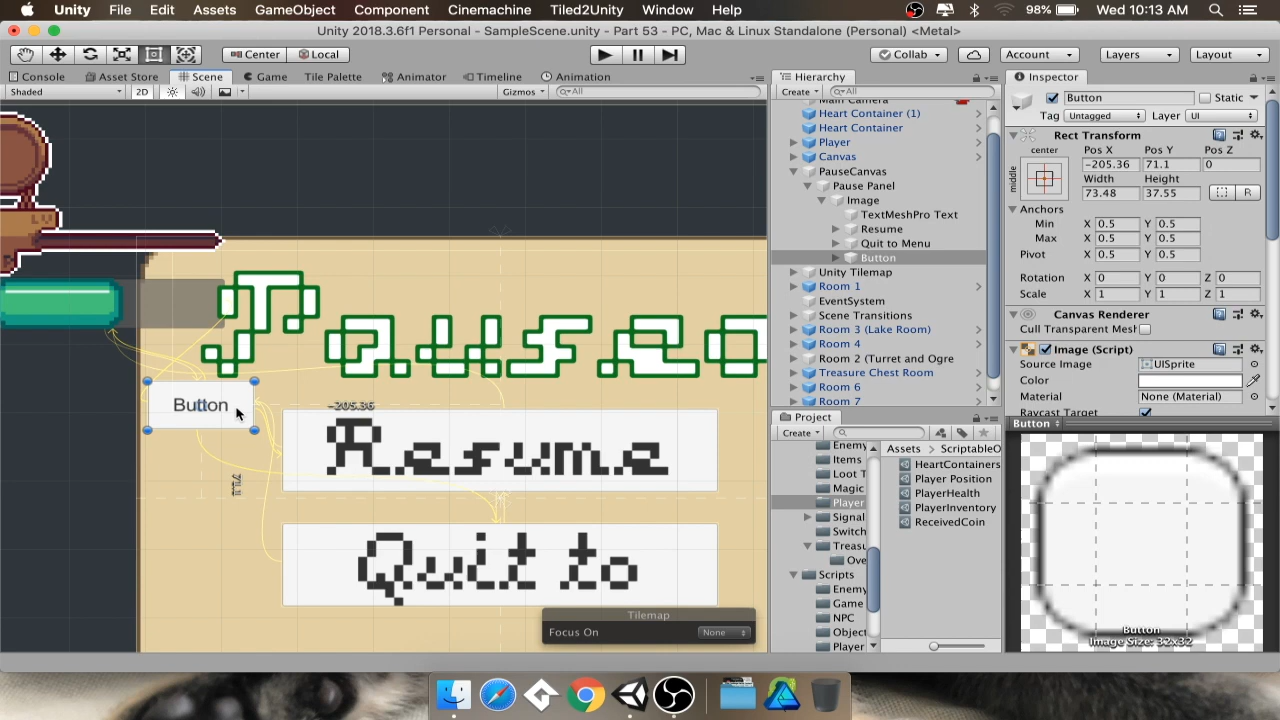 Unity File Edit Assets GameObject Component Cinemachine Tiled2Unity Window Help 98% Wed 10:13 AM
Unity 2018.3.6f1 Personal - SampleScene.unity - Part 53 - PC, Mac & Linux Standalone (Personal) <Metal>
Center Local Collab Account Layers Layout
Console Asset Store Scene Game Tile Palette Animator Timeline Animation
Shaded 2D Gizmos All
Paused
Button
-205.36
71.1
Resume
Quit to
Tilemap
Focus On None
Hierarchy
Create All
Main Camera
Heart Container (1)
Heart Container
Player
Canvas
PauseCanvas
Pause Panel
Image
TextMeshPro Text
Resume
Quit to Menu
Button
Unity Tilemap
Room 1
EventSystem
Scene Transitions
Room 3 (Lake Room)
Room 4
Room 2 (Turret and Ogre
Treasure Chest Room
Room 6
Room 7
Project
Create
Enemy
Items
Loot T
Magic
Player
Signal
Switch
Treasu
Ove
Scripts
Enemy
Game
NPC
Object
Player
Assets ScriptableO
HeartContainers
Player Position
PlayerHealth
PlayerInventory
ReceivedCoin
Inspector
Button Static
Tag Untagged Layer UI
Rect Transform
center Pos X Pos Y Pos Z
middle -205.36 71.1 0
Width Height
73.48 37.55 R
Anchors
Min X 0.5 Y 0.5
Max X 0.5 Y 0.5
Pivot X 0.5 Y 0.5
Rotation X 0 Y 0 Z 0
Scale X 1 Y 1 Z 1
Canvas Renderer
Cull Transparent Mesh
Image (Script)
Source Image UISprite
Color
Material None (Material)
Raycast Target
Button
Button
Image Size: 32x32